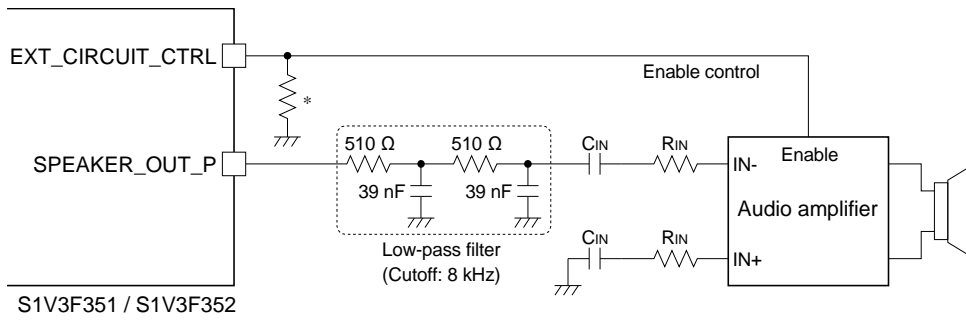 EXT_CIRCUIT_CTRL
Enable control
*
510 Ω
510 Ω
CIN
RIN
SPEAKER_OUT_P
IN-
Enable
39 nF
39 nF
Audio amplifier
Low-pass filter
(Cutoff: 8 kHz)
CIN
RIN
IN+
S1V3F351 / S1V3F352